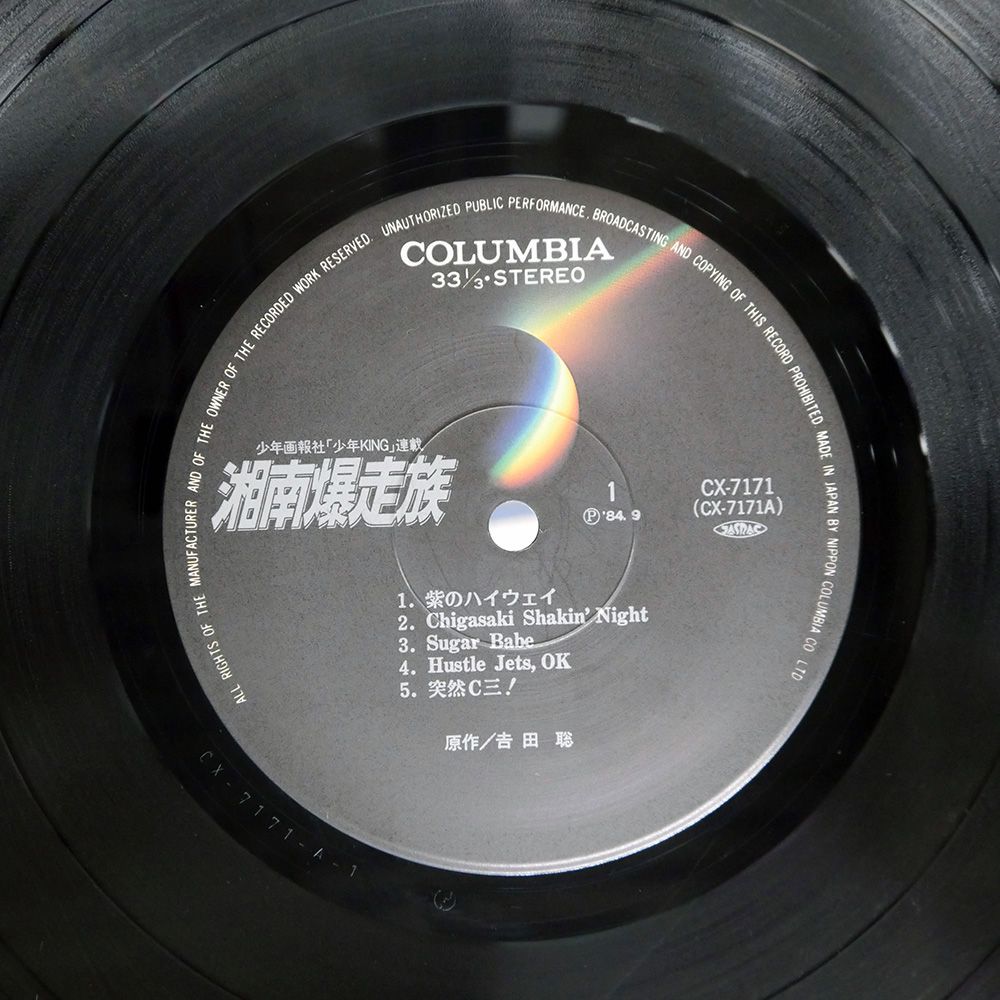 ALL RIGHTS OF THE MANUFACTURER AND OF THE OWNER OF THE RECORDED WORK RESERVED. UNAUTHORIZED PUBLIC PERFORMANCE, BROADCASTING AND COPYING OF THIS RECORD PROHIBITED. MADE IN JAPAN BY NIPPON COLUMBIA CO LTD
COLUMBIA
33⅓・STEREO
少年画報社「少年KING」連載
湘南爆走族
1
Ⓟ'84. 9
CX-7171
(CX-7171A)
JASRAC
1. 紫のハイウェイ
2. Chigasaki Shakin' Night
3. Sugar Babe
4. Hustle Jets, OK
5. 突然C三!
原作/吉田 聡
CX-7171-A-1